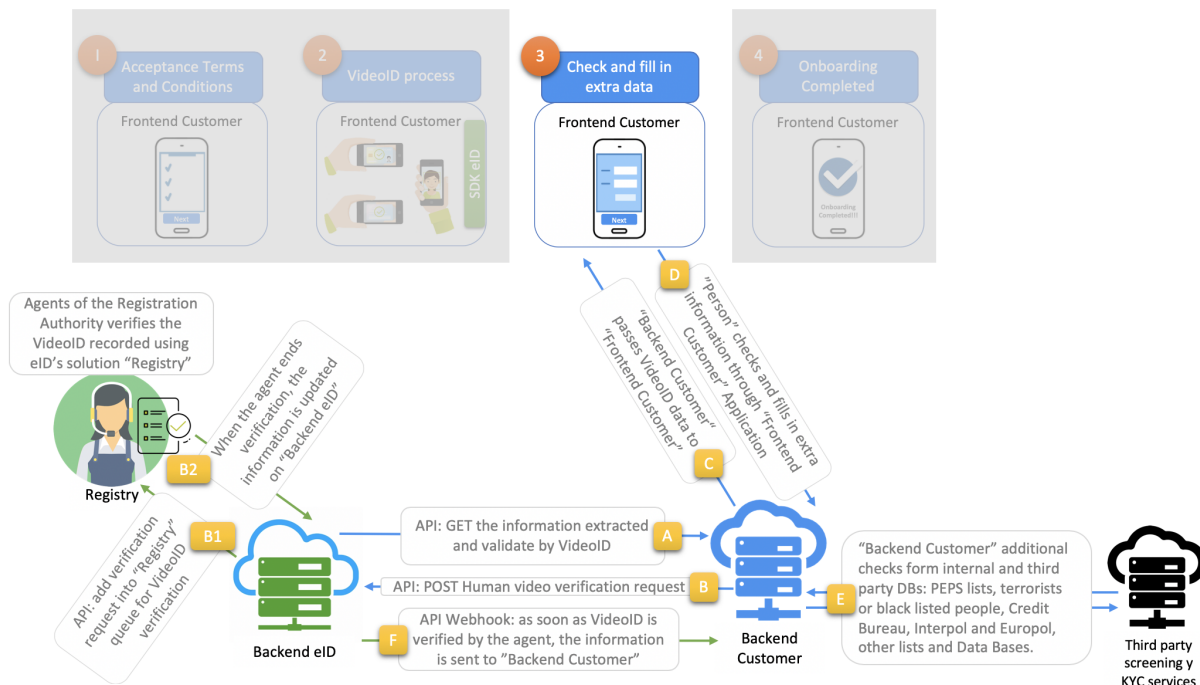 1
Acceptance Terms
and Conditions
Frontend Customer
Next
2
VideoID process
Frontend Customer
SDK eID
3
Check and fill in
extra data
Frontend Customer
Next
4
Onboarding
Completed
Frontend Customer
Onboarding
Completed!!!
Agents of the Registration
Authority verifies the
VideoID recorded using
eID’s solution “Registry”
Registry
B2
When the agent ends
verification, the
information is updated
on “Backend eID”
B1
API: add verification
request into “Registry”
queue for VideoID
verification
D
”Person” checks and fills in extra
information through “Frontend
Customer” Application
C
“Backend Customer“
passes VideoID data to
“Frontend Customer”
API: GET the information extracted
and validate by VideoID
A
API: POST Human video verification request
B
F
API Webhook: as soon as VideoID is
verified by the agent, the information
is sent to ”Backend Customer”
Backend eID
Backend
Customer
E
“Backend Customer” additional
checks form internal and third
party DBs: PEPS lists, terrorists
or black listed people, Credit
Bureau, Interpol and Europol,
other lists and Data Bases.
Third party
screening y
KYC services